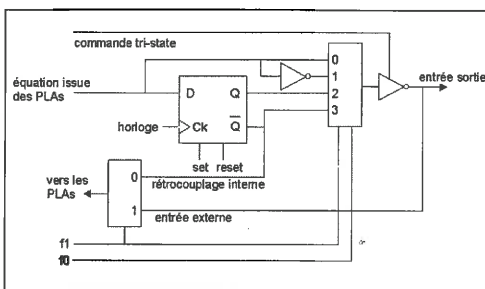 commande tri-state
équation issue
des PLAs
D
Q
horloge
Ck
Q
set reset
0
1
2
3
entrée sortie
vers les
PLAs
0
rétrocouplage interne
1
entrée externe
f1
f0